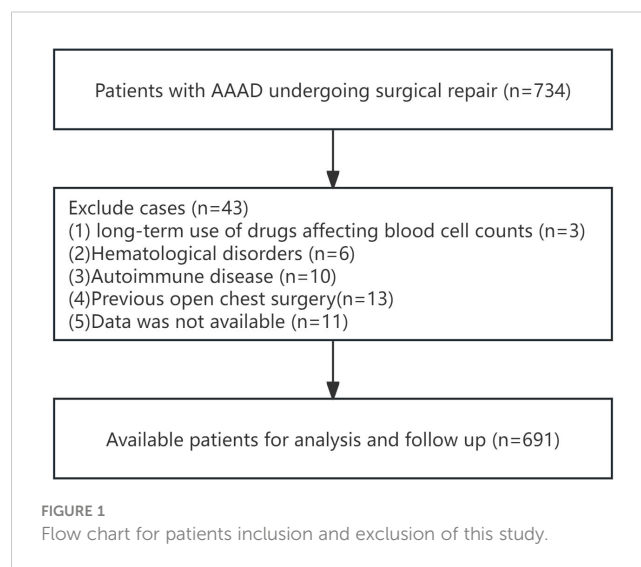 Patients with AAAD undergoing surgical repair (n=734)
Exclude cases (n=43)
(1) long-term use of drugs affecting blood cell counts (n=3)
(2)Hematological disorders (n=6)
(3)Autoimmune disease (n=10)
(4)Previous open chest surgery(n=13)
(5)Data was not available (n=11)
Available patients for analysis and follow up (n=691)
FIGURE 1
Flow chart for patients inclusion and exclusion of this study.